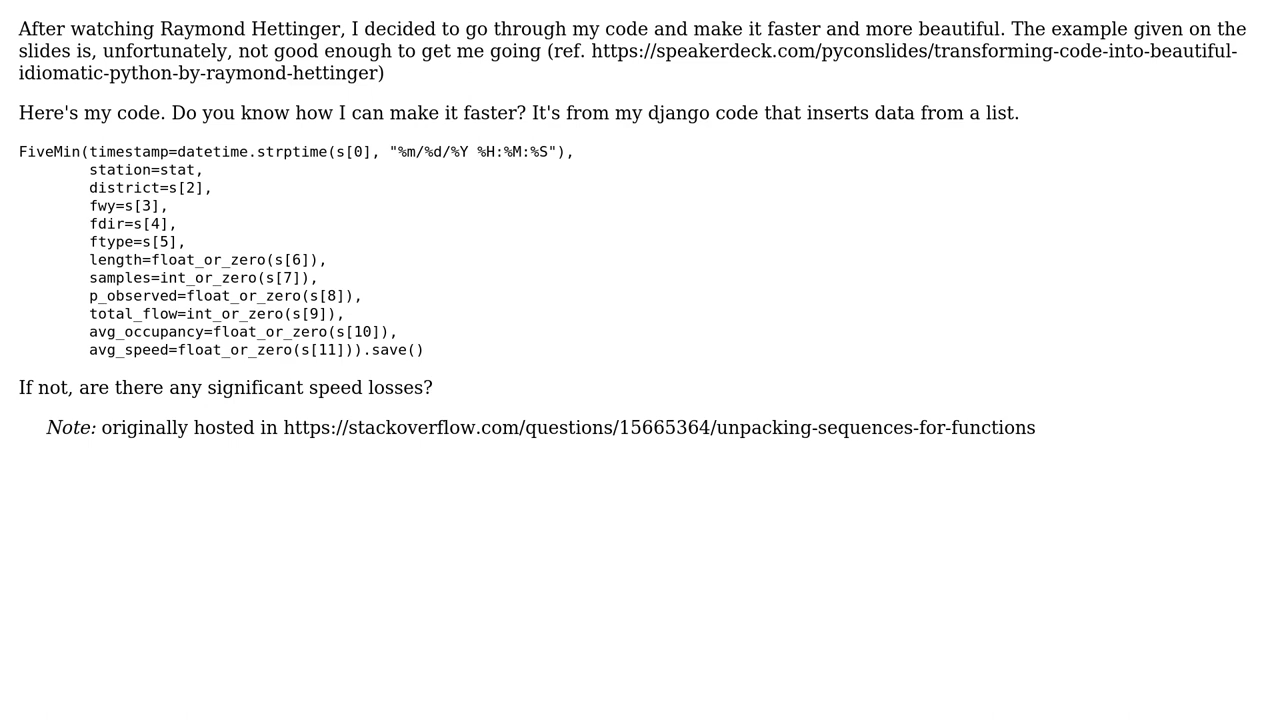 After watching Raymond Hettinger, I decided to go through my code and make it faster and more beautiful. The example given on the
slides is, unfortunately, not good enough to get me going (ref. https://speakerdeck.com/pyconslides/transforming-code-into-beautiful-
idiomatic-python-by-raymond-hettinger)
Here's my code. Do you know how I can make it faster? It's from my django code that inserts data from a list.
FiveMin(timestamp=datetime.strptime(s[0], "%m/%d/%Y %H:%M:%S"),
        station=stat,
        district=s[2],
        fwy=s[3],
        fdir=s[4],
        ftype=s[5],
        length=float_or_zero(s[6]),
        samples=int_or_zero(s[7]),
        p_observed=float_or_zero(s[8]),
        total_flow=int_or_zero(s[9]),
        avg_occupancy=float_or_zero(s[10]),
        avg_speed=float_or_zero(s[11])).save()
If not, are there any significant speed losses?
Note: originally hosted in https://stackoverflow.com/questions/15665364/unpacking-sequences-for-functions